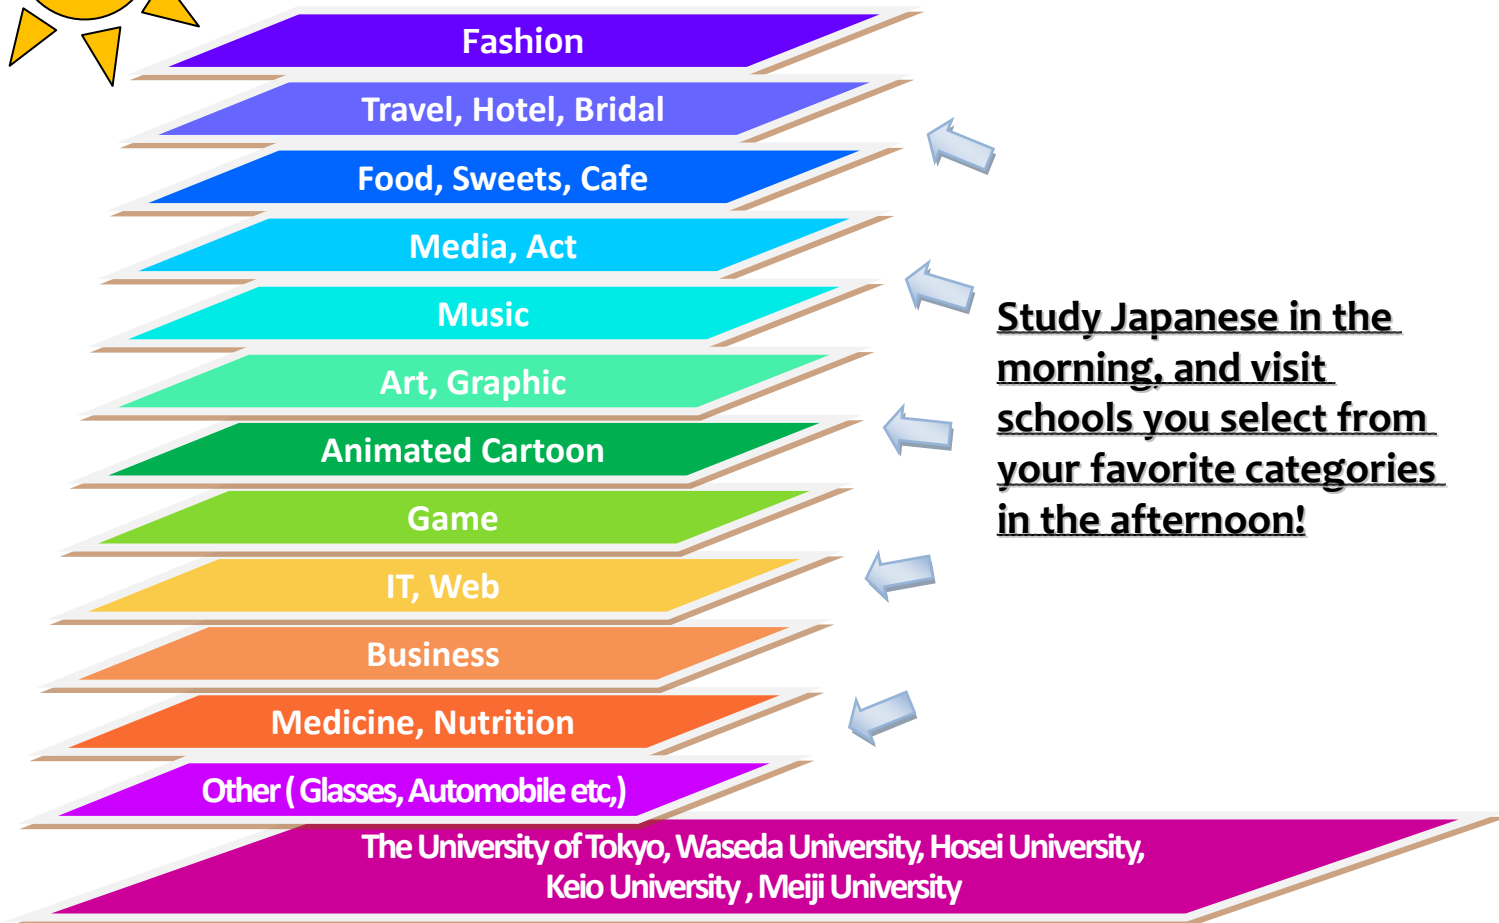 Fashion
Travel, Hotel, Bridal
Food, Sweets, Cafe
Media, Act
Music
Art, Graphic
Animated Cartoon
Game
IT, Web
Business
Medicine, Nutrition
Other ( Glasses, Automobile etc,)
The University of Tokyo, Waseda University, Hosei University,
Keio University , Meiji University
Study Japanese in the
morning, and visit
schools you select from
your favorite categories
in the afternoon!